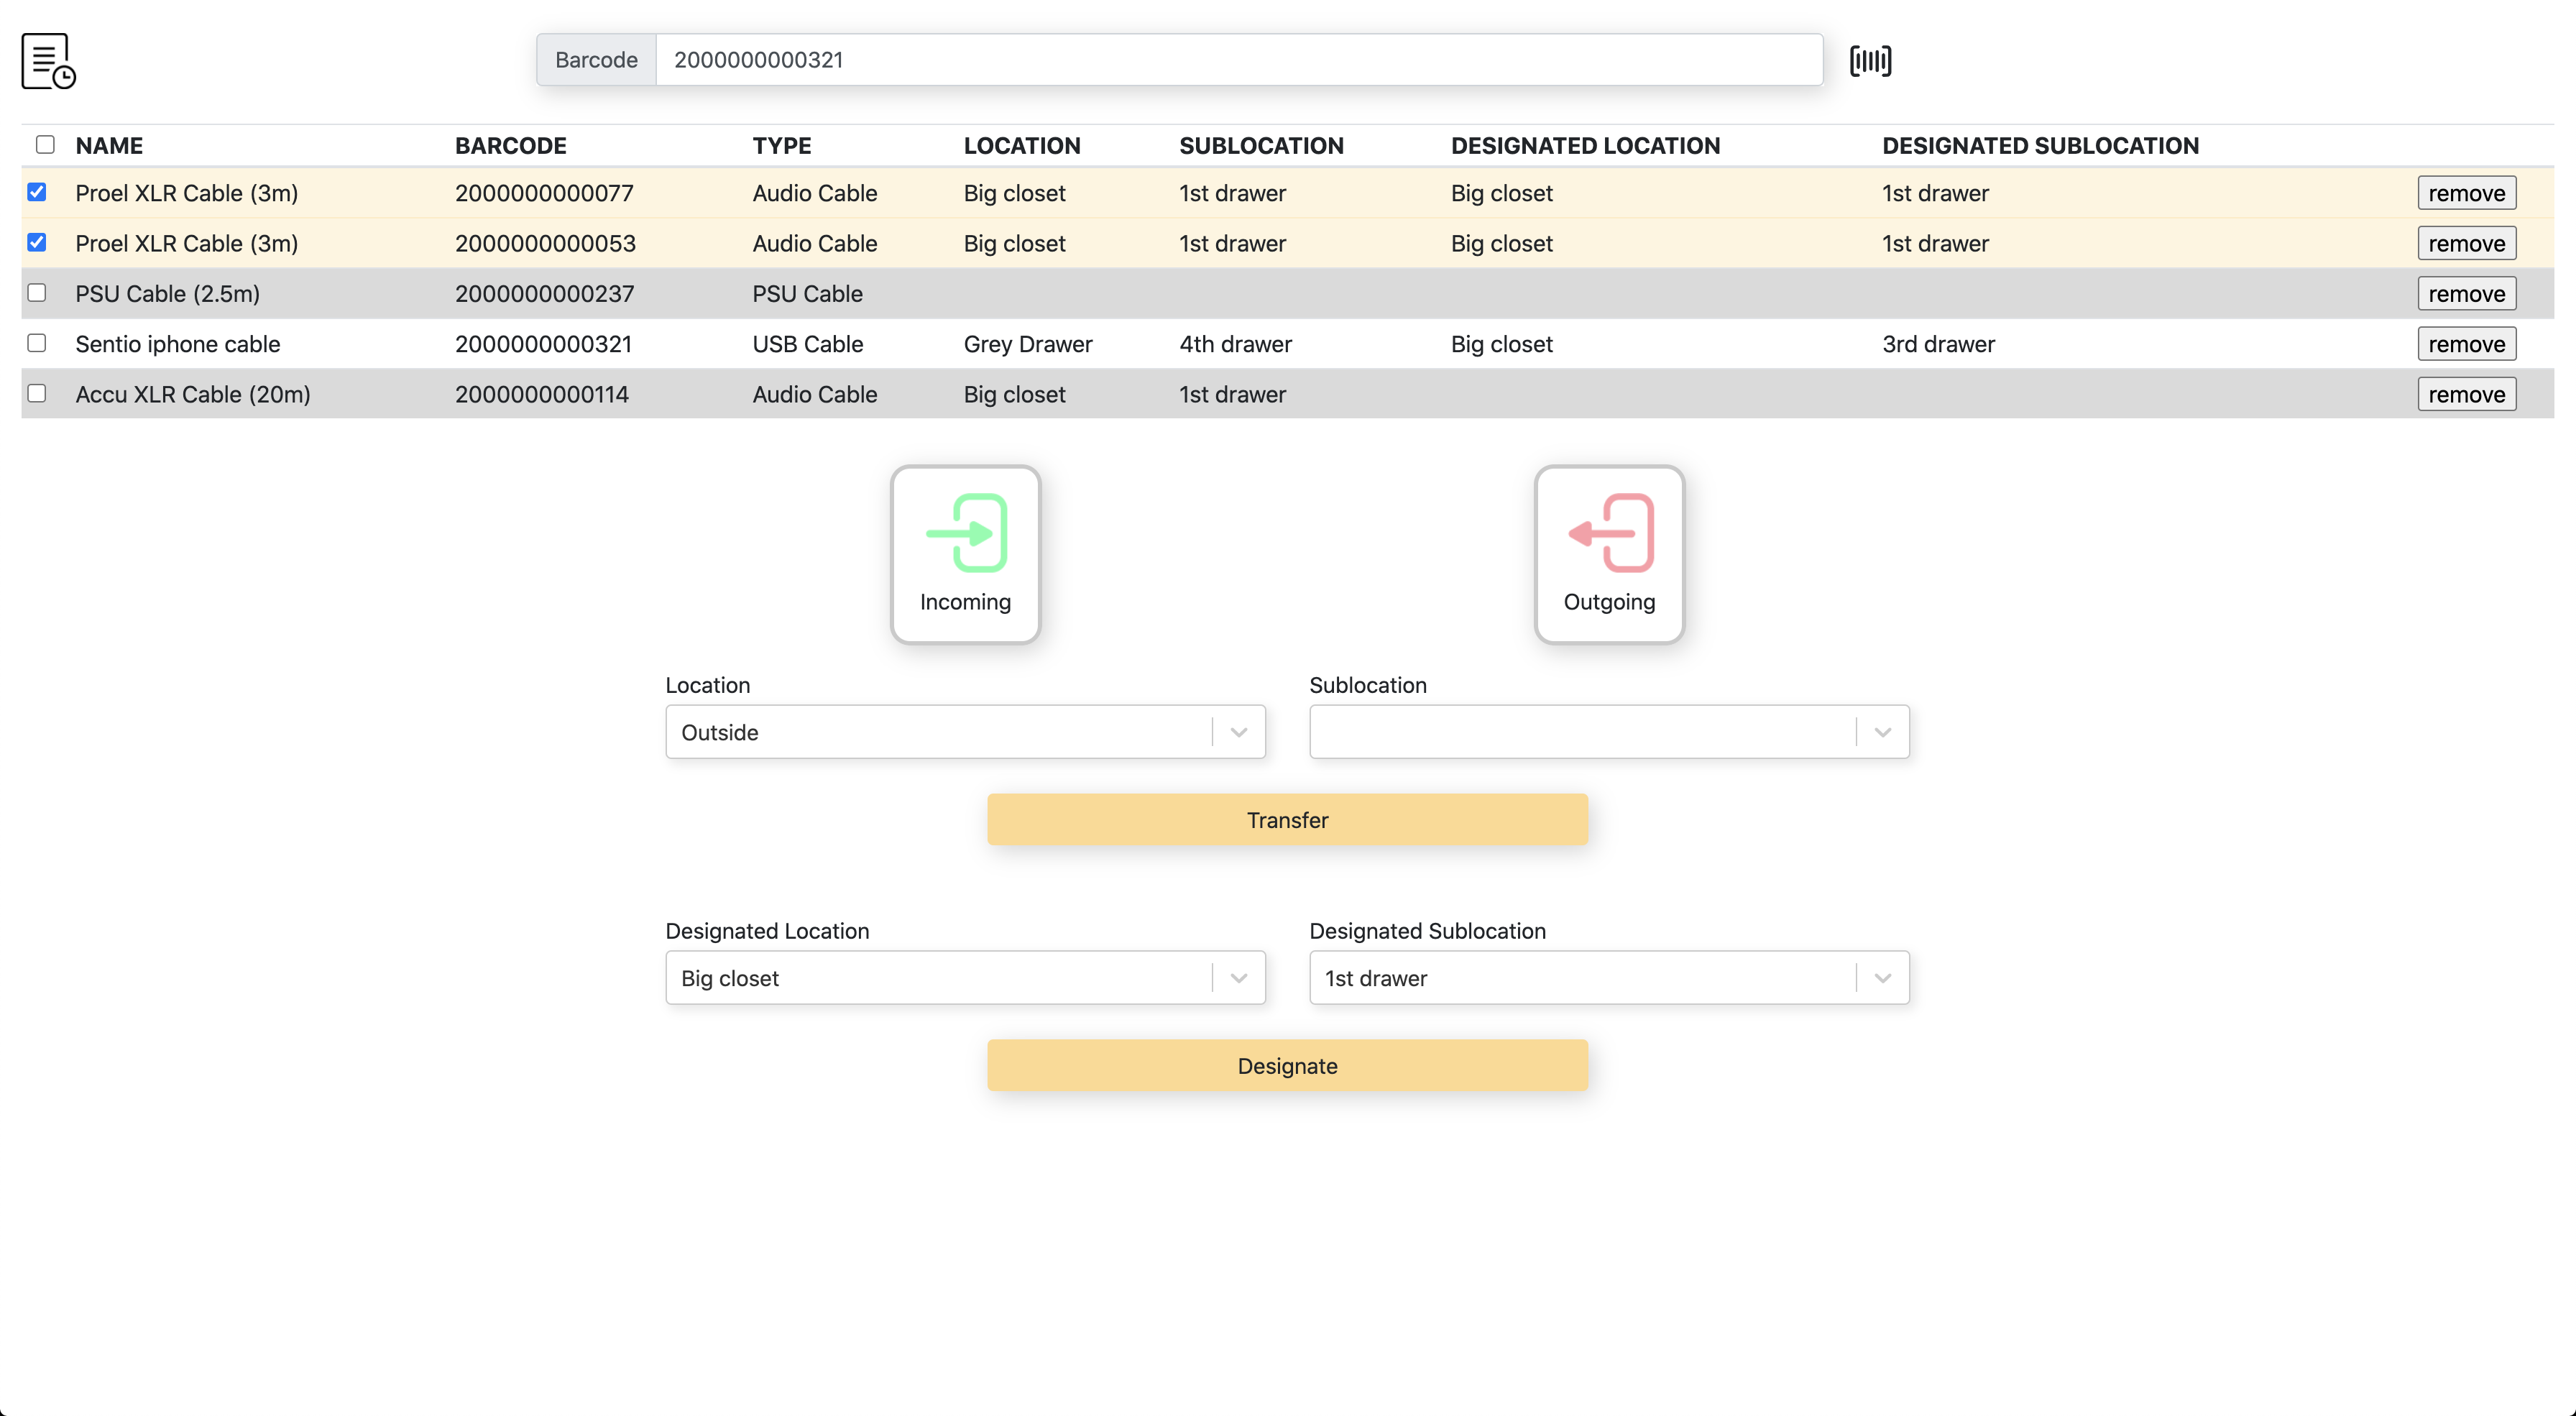 Barcode 2000000000321
NAME BARCODE TYPE LOCATION SUBLOCATION DESIGNATED LOCATION DESIGNATED SUBLOCATION
Proel XLR Cable (3m) 2000000000077 Audio Cable Big closet 1st drawer Big closet 1st drawer remove
Proel XLR Cable (3m) 2000000000053 Audio Cable Big closet 1st drawer Big closet 1st drawer remove
PSU Cable (2.5m) 2000000000237 PSU Cable remove
Sentio iphone cable 2000000000321 USB Cable Grey Drawer 4th drawer Big closet 3rd drawer remove
Accu XLR Cable (20m) 2000000000114 Audio Cable Big closet 1st drawer remove
Incoming Outgoing
Location Sublocation
Outside
Transfer
Designated Location Designated Sublocation
Big closet 1st drawer
Designate